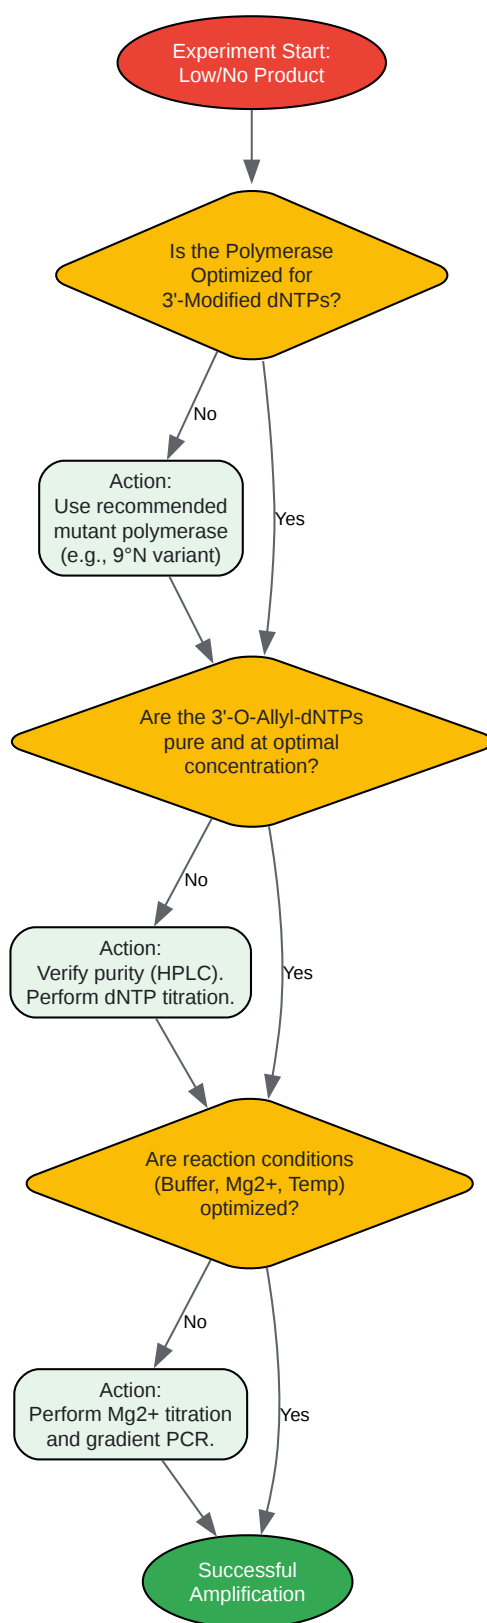 Experiment Start:
Low/No Product
Is the Polymerase
Optimized for
3'-Modified dNTPs?
No
Action:
Use recommended
mutant polymerase
(e.g., 9°N variant)
Yes
Are the 3'-O-Allyl-dNTPs
pure and at optimal
concentration?
No
Action:
Verify purity (HPLC).
Perform dNTP titration.
Yes
Are reaction conditions
(Buffer, Mg2+, Temp)
optimized?
No
Action:
Perform Mg2+ titration
and gradient PCR.
Yes
Successful
Amplification